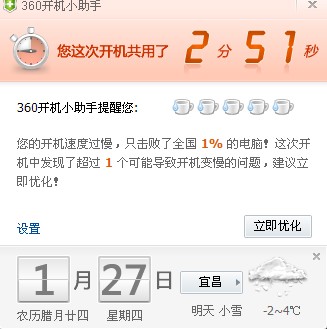 360开机小助手
您这次开机共用了 2 分 51 秒
360开机小助手提醒您：
您的开机速度过慢，只击败了全国 1% 的电脑！这次开
机中发现了超过 1 个可能导致开机变慢的问题，建议立
即优化！
设置
立即优化
1 月 27 日
宜昌
农历腊月廿四 星期四
明天 小雪
-2~4℃